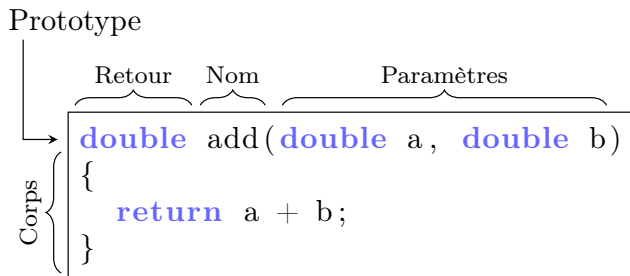 Prototype
Retour Nom Paramètres
double add(double a, double b)
Corps
{
return a + b;
}